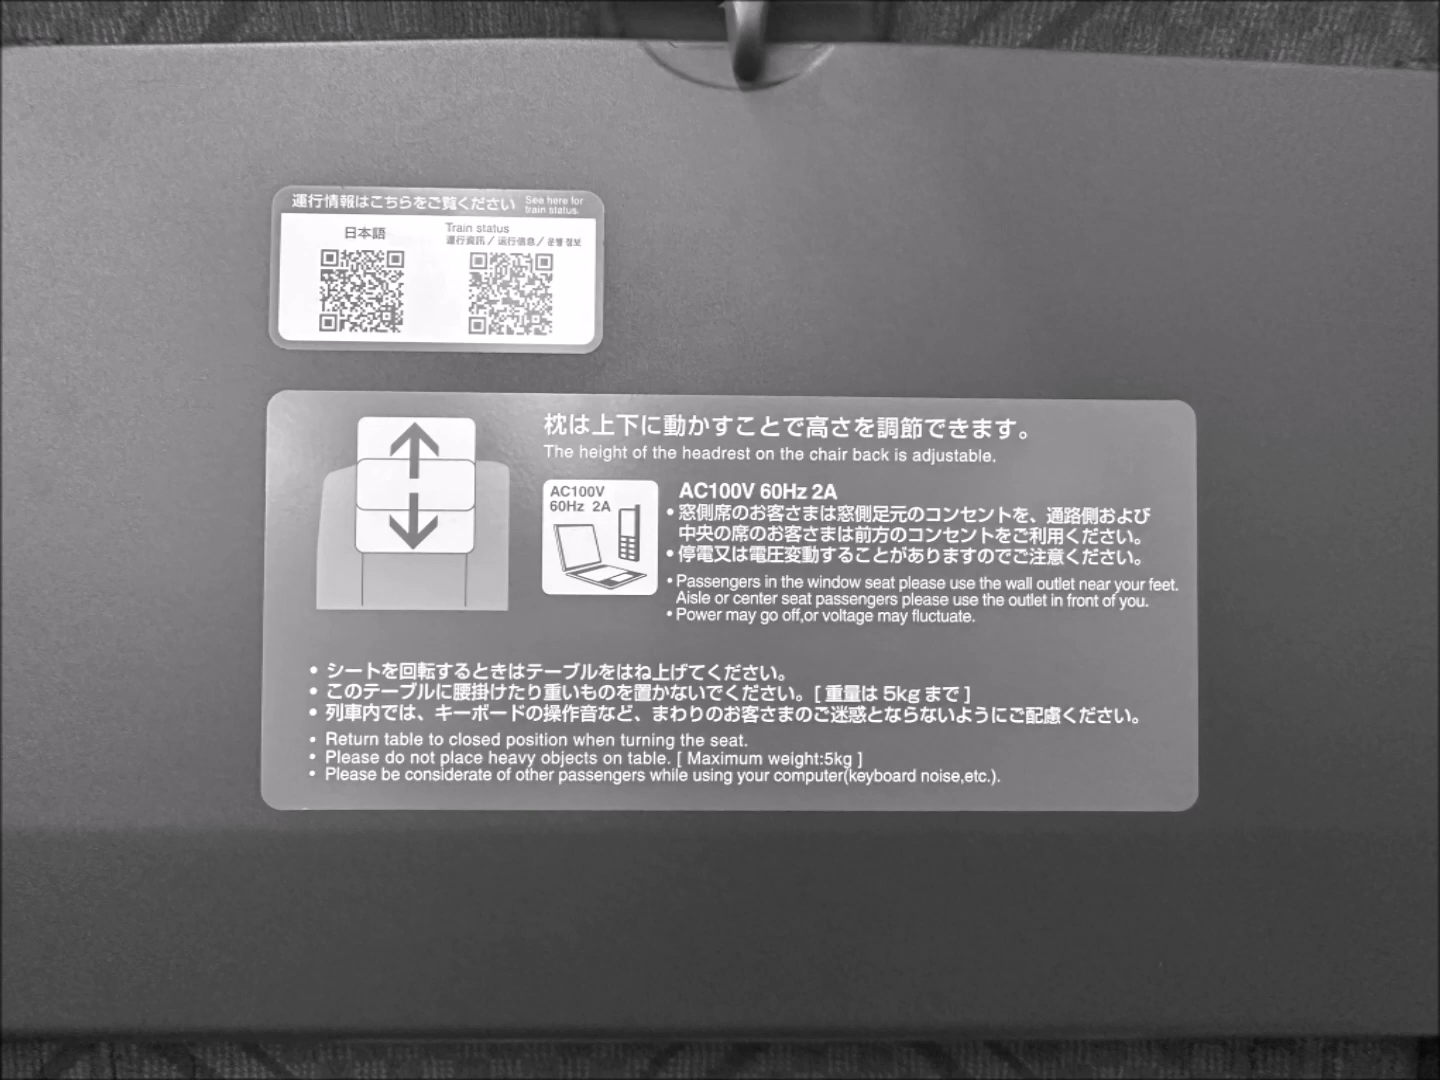 運行情報はこちらをご覧ください
See here for
train status.
日本語
Train status
運行資訊 / 运行信息 / 운행 정보
枕は上下に動かすことで高さを調節できます。
The height of the headrest on the chair back is adjustable.
AC100V
60Hz 2A
AC100V 60Hz 2A
•窓側席のお客さまは窓側足元のコンセントを、通路側および
中央の席のお客さまは前方のコンセントをご利用ください。
•停電又は電圧変動することがありますのでご注意ください。
•Passengers in the window seat please use the wall outlet near your feet.
Aisle or center seat passengers please use the outlet in front of you.
•Power may go off,or voltage may fluctuate.
• シートを回転するときはテーブルをはね上げてください。
• このテーブルに腰掛けたり重いものを置かないでください。[ 重量は 5kg まで ]
• 列車内では、キーボードの操作音など、まわりのお客さまのご迷惑とならないようにご配慮ください。
• Return table to closed position when turning the seat.
• Please do not place heavy objects on table. [ Maximum weight:5kg ]
• Please be considerate of other passengers while using your computer(keyboard noise,etc.).